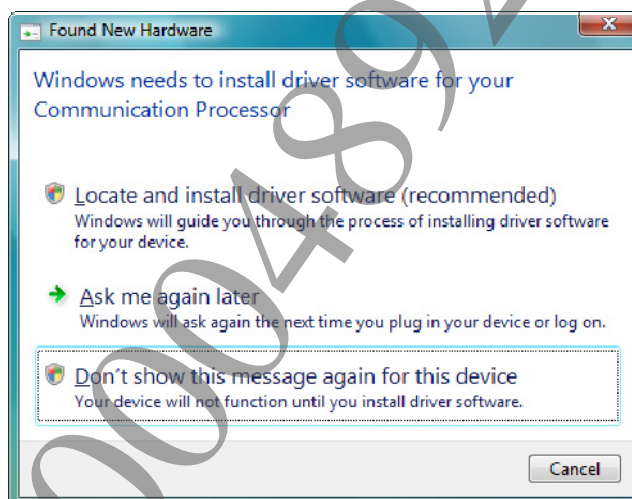 Found New Hardware
Windows needs to install driver software for your
Communication Processor
Locate and install driver software (recommended)
Windows will guide you through the process of installing driver software
for your device.
Ask me again later
Windows will ask again the next time you plug in your device or log on.
Don't show this message again for this device
Your device will not function until you install driver software.
Cancel